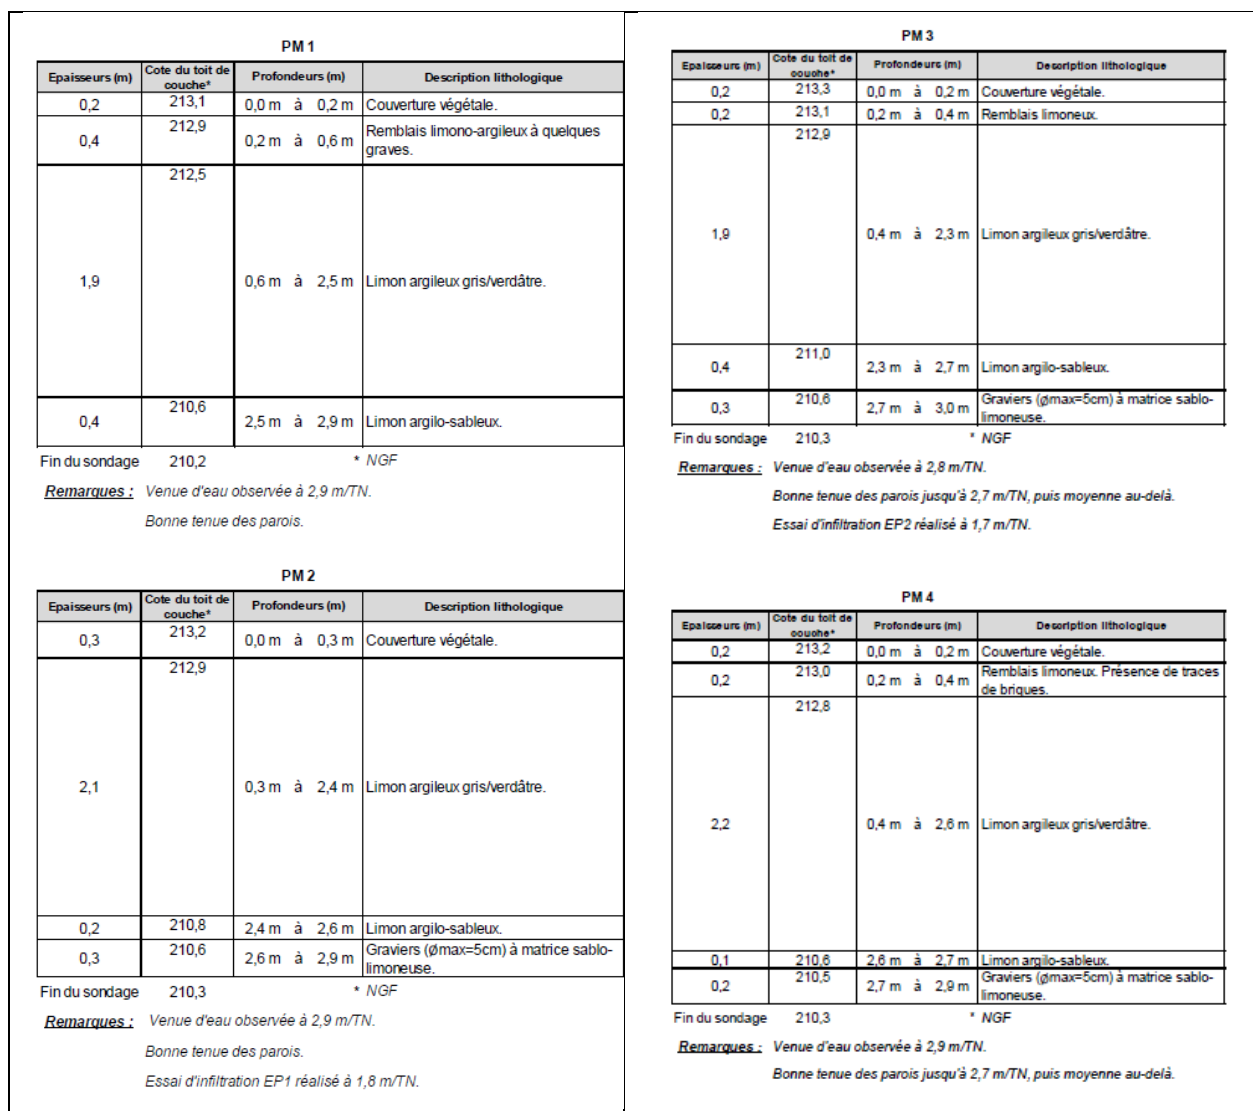 PM 1
Epaisseurs (m) Cote du toit de couche* Profondeurs (m) Description lithologique
0,2 213,1 0,0 m à 0,2 m Couverture végétale.
0,4 212,9 0,2 m à 0,6 m Remblais limono-argileux à quelques graves.
1,9 212,5 0,6 m à 2,5 m Limon argileux gris/verdâtre.
0,4 210,6 2,5 m à 2,9 m Limon argilo-sableux.
Fin du sondage 210,2 * NGF
Remarques : Venue d'eau observée à 2,9 m/TN.
Bonne tenue des parois.
PM 2
Epaisseurs (m) Cote du toit de couche* Profondeurs (m) Description lithologique
0,3 213,2 0,0 m à 0,3 m Couverture végétale.
2,1 212,9 0,3 m à 2,4 m Limon argileux gris/verdâtre.
0,2 210,8 2,4 m à 2,6 m Limon argilo-sableux.
0,3 210,6 2,6 m à 2,9 m Graviers (ømax=5cm) à matrice sablo-limoneuse.
Fin du sondage 210,3 * NGF
Remarques : Venue d'eau observée à 2,9 m/TN.
Bonne tenue des parois.
Essai d'infiltration EP1 réalisé à 1,8 m/TN.
PM 3
Epaisseurs (m) Cote du toit de couche* Profondeurs (m) Description lithologique
0,2 213,3 0,0 m à 0,2 m Couverture végétale.
0,2 213,1 0,2 m à 0,4 m Remblais limoneux.
1,9 212,9 0,4 m à 2,3 m Limon argileux gris/verdâtre.
0,4 211,0 2,3 m à 2,7 m Limon argilo-sableux.
0,3 210,6 2,7 m à 3,0 m Graviers (ømax=5cm) à matrice sablo-limoneuse.
Fin du sondage 210,3 * NGF
Remarques : Venue d'eau observée à 2,8 m/TN.
Bonne tenue des parois jusqu'à 2,7 m/TN, puis moyenne au-delà.
Essai d'infiltration EP2 réalisé à 1,7 m/TN.
PM 4
Epaisseurs (m) Cote du toit de couche* Profondeurs (m) Description lithologique
0,2 213,2 0,0 m à 0,2 m Couverture végétale.
0,2 213,0 0,2 m à 0,4 m Remblais limoneux. Présence de traces de briques.
2,2 212,8 0,4 m à 2,6 m Limon argileux gris/verdâtre.
0,1 210,6 2,6 m à 2,7 m Limon argilo-sableux.
0,2 210,5 2,7 m à 2,9 m Graviers (ømax=5cm) à matrice sablo-limoneuse.
Fin du sondage 210,3 * NGF
Remarques : Venue d'eau observée à 2,9 m/TN.
Bonne tenue des parois jusqu'à 2,7 m/TN, puis moyenne au-delà.